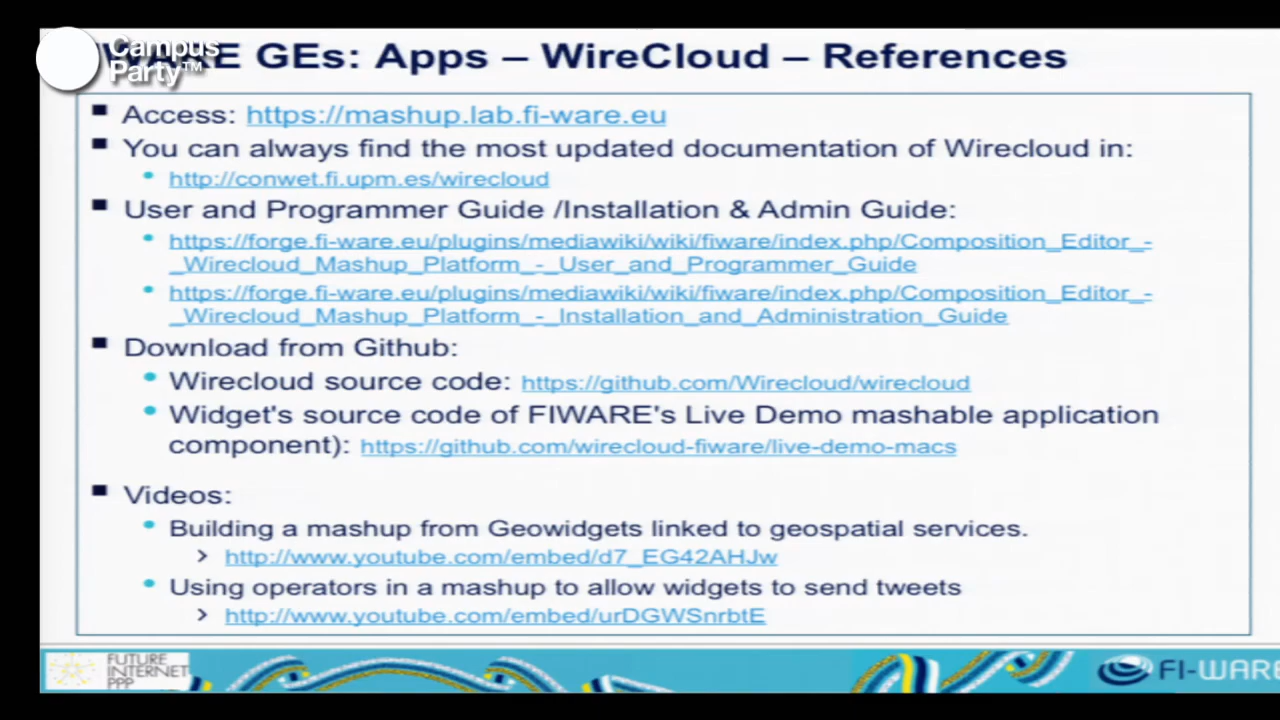 Campus
Party™
E GEs: Apps – WireCloud – References
Access: https://mashup.lab.fi-ware.eu
You can always find the most updated documentation of Wirecloud in:
http://conwet.fi.upm.es/wirecloud
User and Programmer Guide /Installation & Admin Guide:
https://forge.fi-ware.eu/plugins/mediawiki/wiki/fiware/index.php/Composition_Editor_-
_Wirecloud_Mashup_Platform_-_User_and_Programmer_Guide
https://forge.fi-ware.eu/plugins/mediawiki/wiki/fiware/index.php/Composition_Editor_-
_Wirecloud_Mashup_Platform_-_Installation_and_Administration_Guide
Download from Github:
Wirecloud source code: https://github.com/Wirecloud/wirecloud
Widget's source code of FIWARE's Live Demo mashable application
component): https://github.com/wirecloud-fiware/live-demo-macs
Videos:
Building a mashup from Geowidgets linked to geospatial services.
http://www.youtube.com/embed/d7_EG42AHJw
Using operators in a mashup to allow widgets to send tweets
http://www.youtube.com/embed/urDGWSnrbtE
FUTURE
INTERNET
PPP
FI-WARE